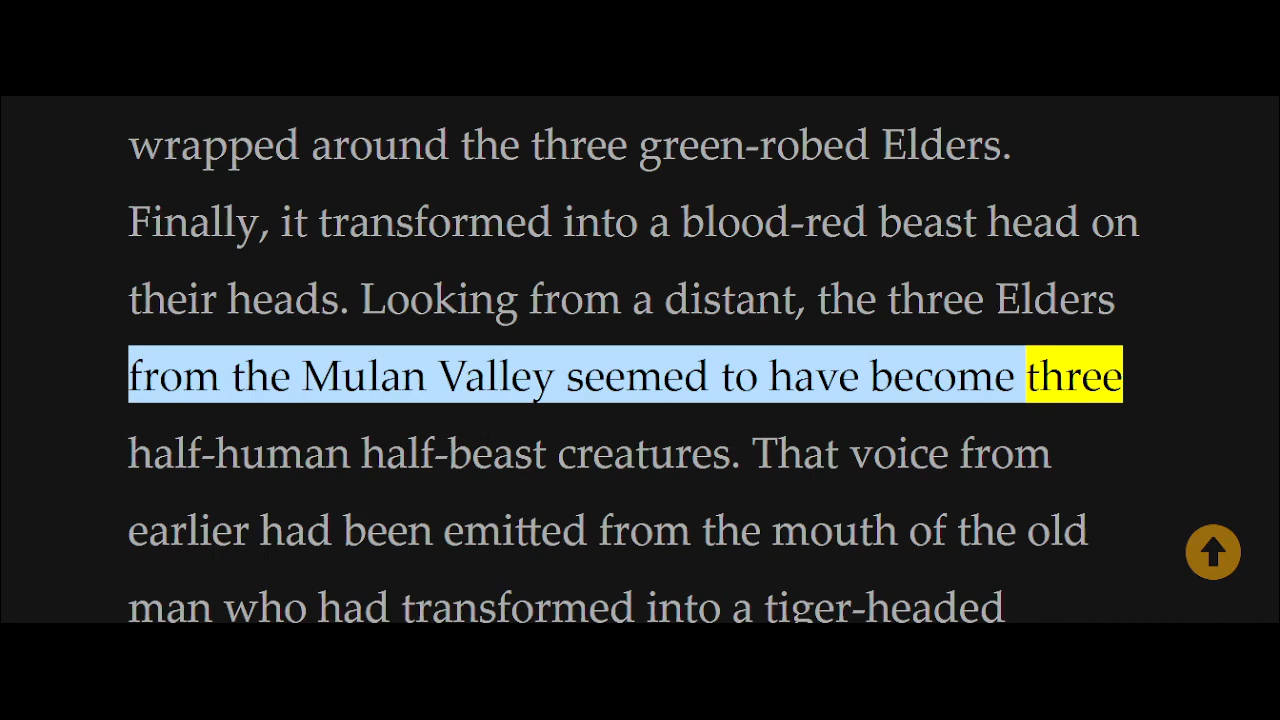 wrapped around the three green-robed Elders.
Finally, it transformed into a blood-red beast head on
their heads. Looking from a distant, the three Elders
from the Mulan Valley seemed to have become three
half-human half-beast creatures. That voice from
earlier had been emitted from the mouth of the old
man who had transformed into a tiger-headed